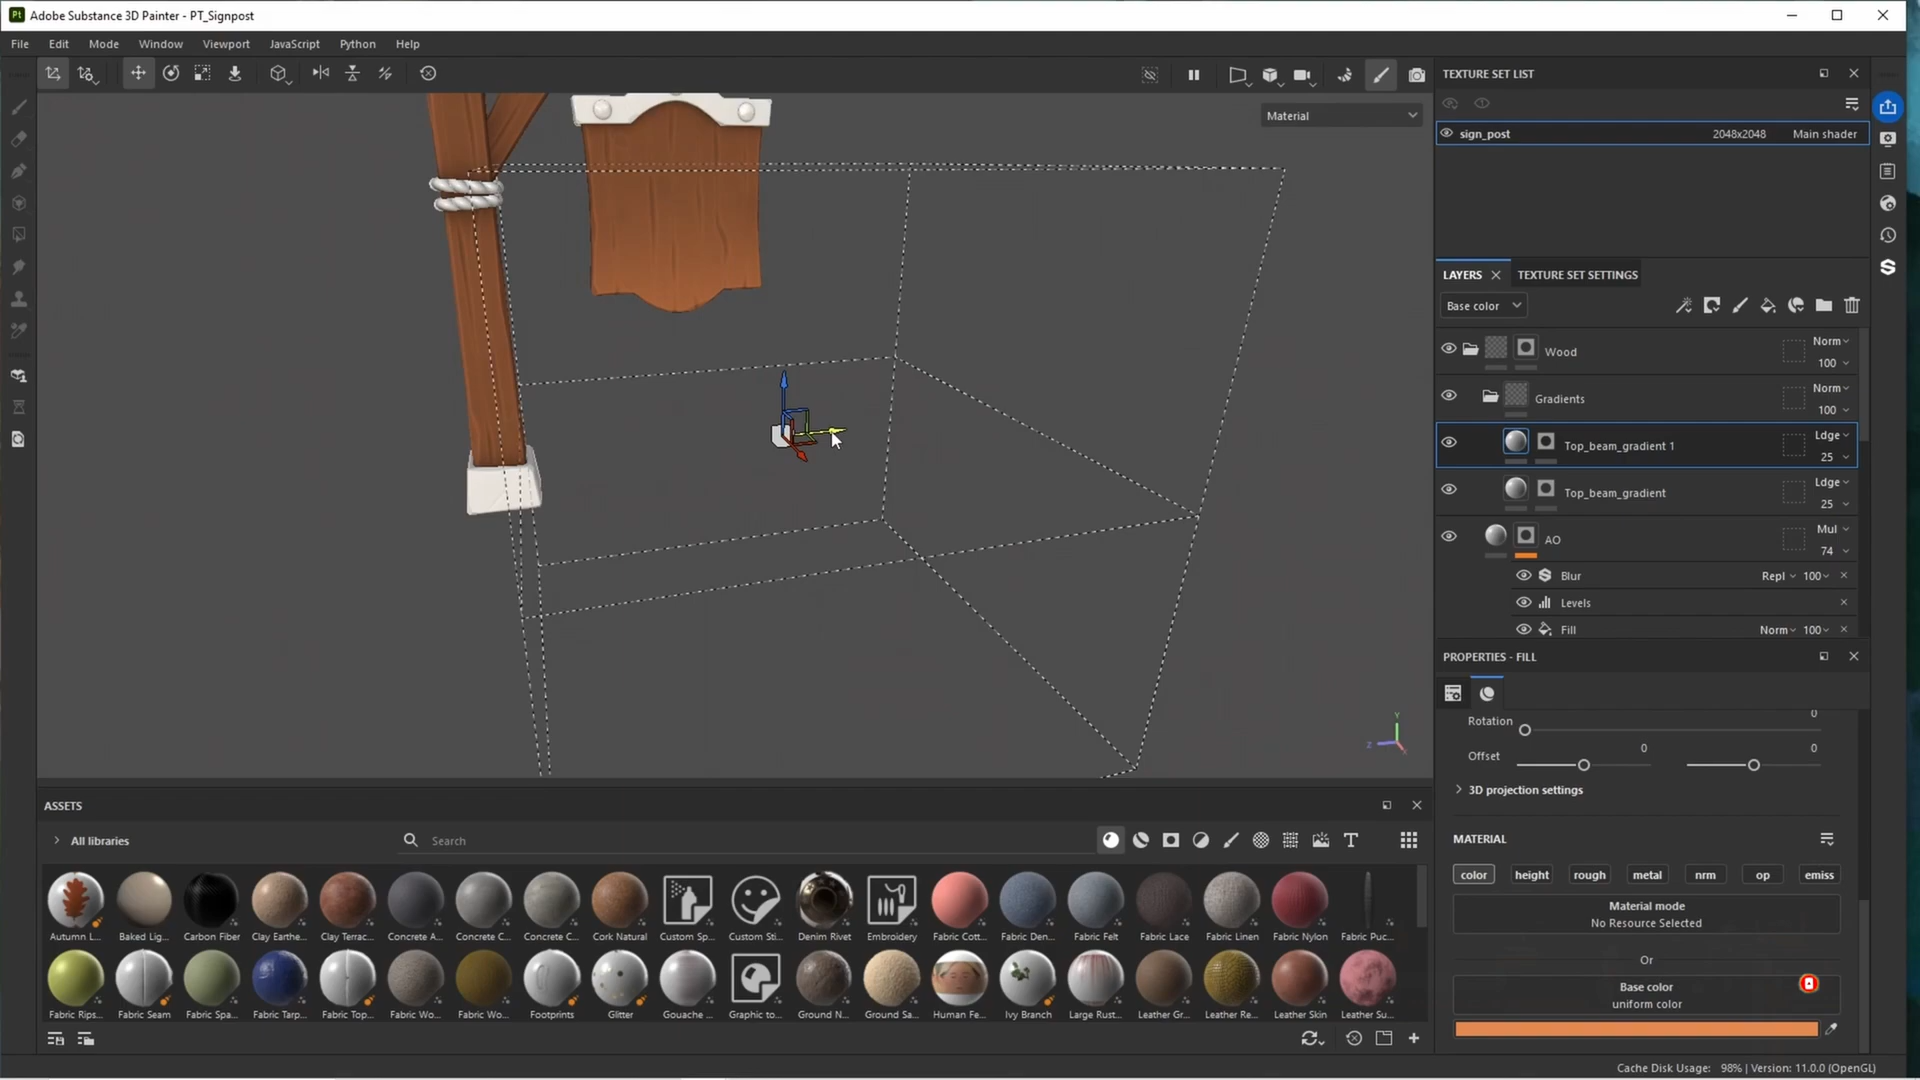 Pt Adobe Substance 3D Painter - PT_Signpost
File Edit Mode Window Viewport JavaScript Python Help
Material
Y
Z
TEXTURE SET LIST
sign_post 2048x2048 Main shader
LAYERS TEXTURE SET SETTINGS
Base color
Wood Norm 100
Gradients Norm 100
Top_beam_gradient 1 Ldge 25
Top_beam_gradient Ldge 25
AO Mul 74
Blur Repl 100
Levels
Fill Norm 100
PROPERTIES - FILL
Rotation 0
Offset 0 0
3D projection settings
MATERIAL
color height rough metal nrm op emiss
Material mode
No Resource Selected
Or
Base color
uniform color
ASSETS
All libraries Search
Autumn L... Baked Lig... Carbon Fiber Clay Earthe... Clay Terrac... Concrete A... Concrete C... Concrete C... Cork Natural Custom Sp... Custom Sti... Denim Rivet Embroidery Fabric Cott... Fabric Den... Fabric Felt Fabric Lace Fabric Linen Fabric Nylon Fabric Puc...
Fabric Rips... Fabric Seam Fabric Spa... Fabric Tarp... Fabric Top... Fabric Wo... Fabric Wo... Footprints Glitter Gouache ... Graphic to... Ground N... Ground Sa... Human Fe... Ivy Branch Large Rust... Leather Gr... Leather Re... Leather Skin Leather Su...
Cache Disk Usage: 98% | Version: 11.0.0 (OpenGL)